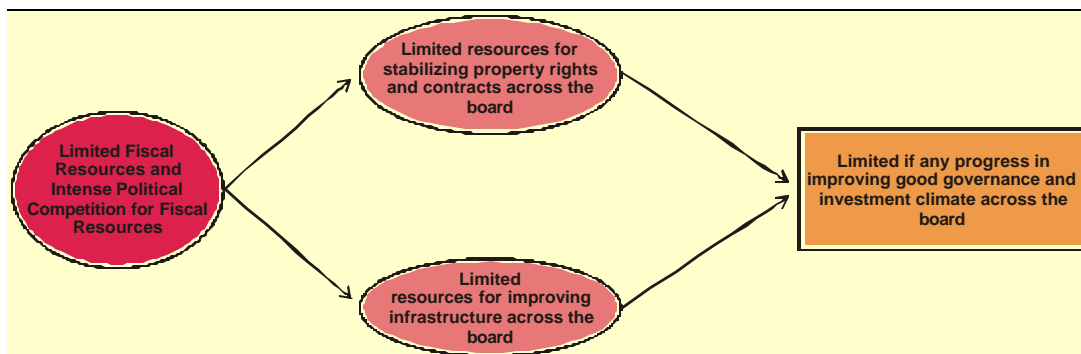 Limited Fiscal
Resources and
Intense Political
Competition for Fiscal
Resources
Limited resources for
stabilizing property rights
and contracts across the
board
Limited
resources for improving
infrastructure across the
board
Limited if any progress in
improving good governance and
investment climate across the
board